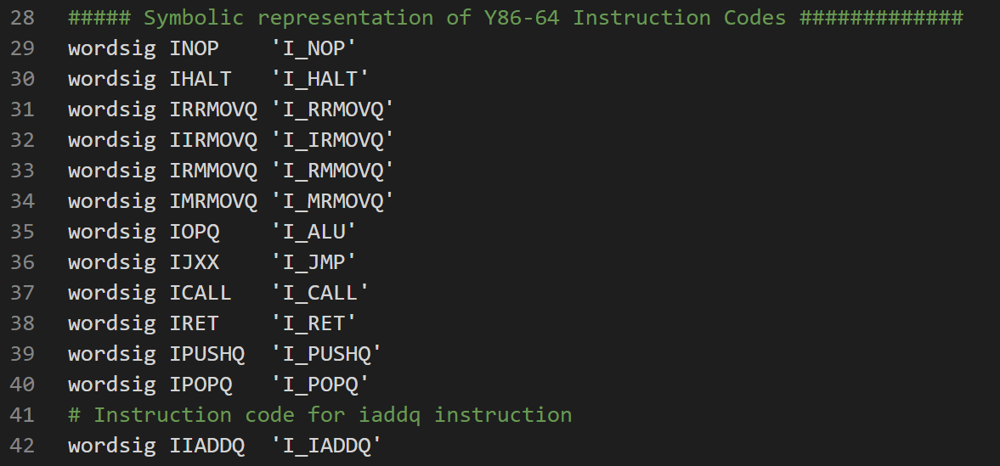 28 ##### Symbolic representation of Y86-64 Instruction Codes #############
29 wordsig INOP 'I_NOP'
30 wordsig IHALT 'I_HALT'
31 wordsig IRRMOVQ 'I_RRMOVQ'
32 wordsig IIRMOVQ 'I_IRMOVQ'
33 wordsig IRMMOVQ 'I_RMMOVQ'
34 wordsig IMRMOVQ 'I_MRMOVQ'
35 wordsig IOPQ 'I_ALU'
36 wordsig IJXX 'I_JMP'
37 wordsig ICALL 'I_CALL'
38 wordsig IRET 'I_RET'
39 wordsig IPUSHQ 'I_PUSHQ'
40 wordsig IPOPQ 'I_POPQ'
41 # Instruction code for iaddq instruction
42 wordsig IIADDQ 'I_IADDQ'